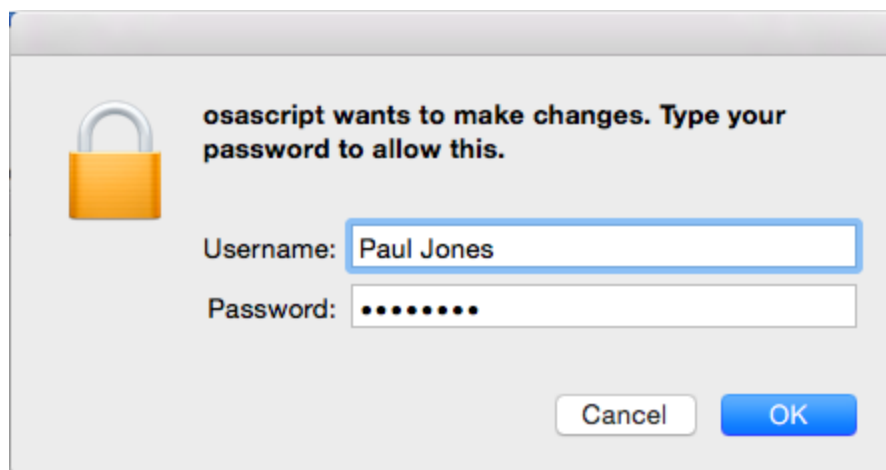 osascript wants to make changes. Type your
password to allow this.
Username: Paul Jones
Password: ••••••••
Cancel OK